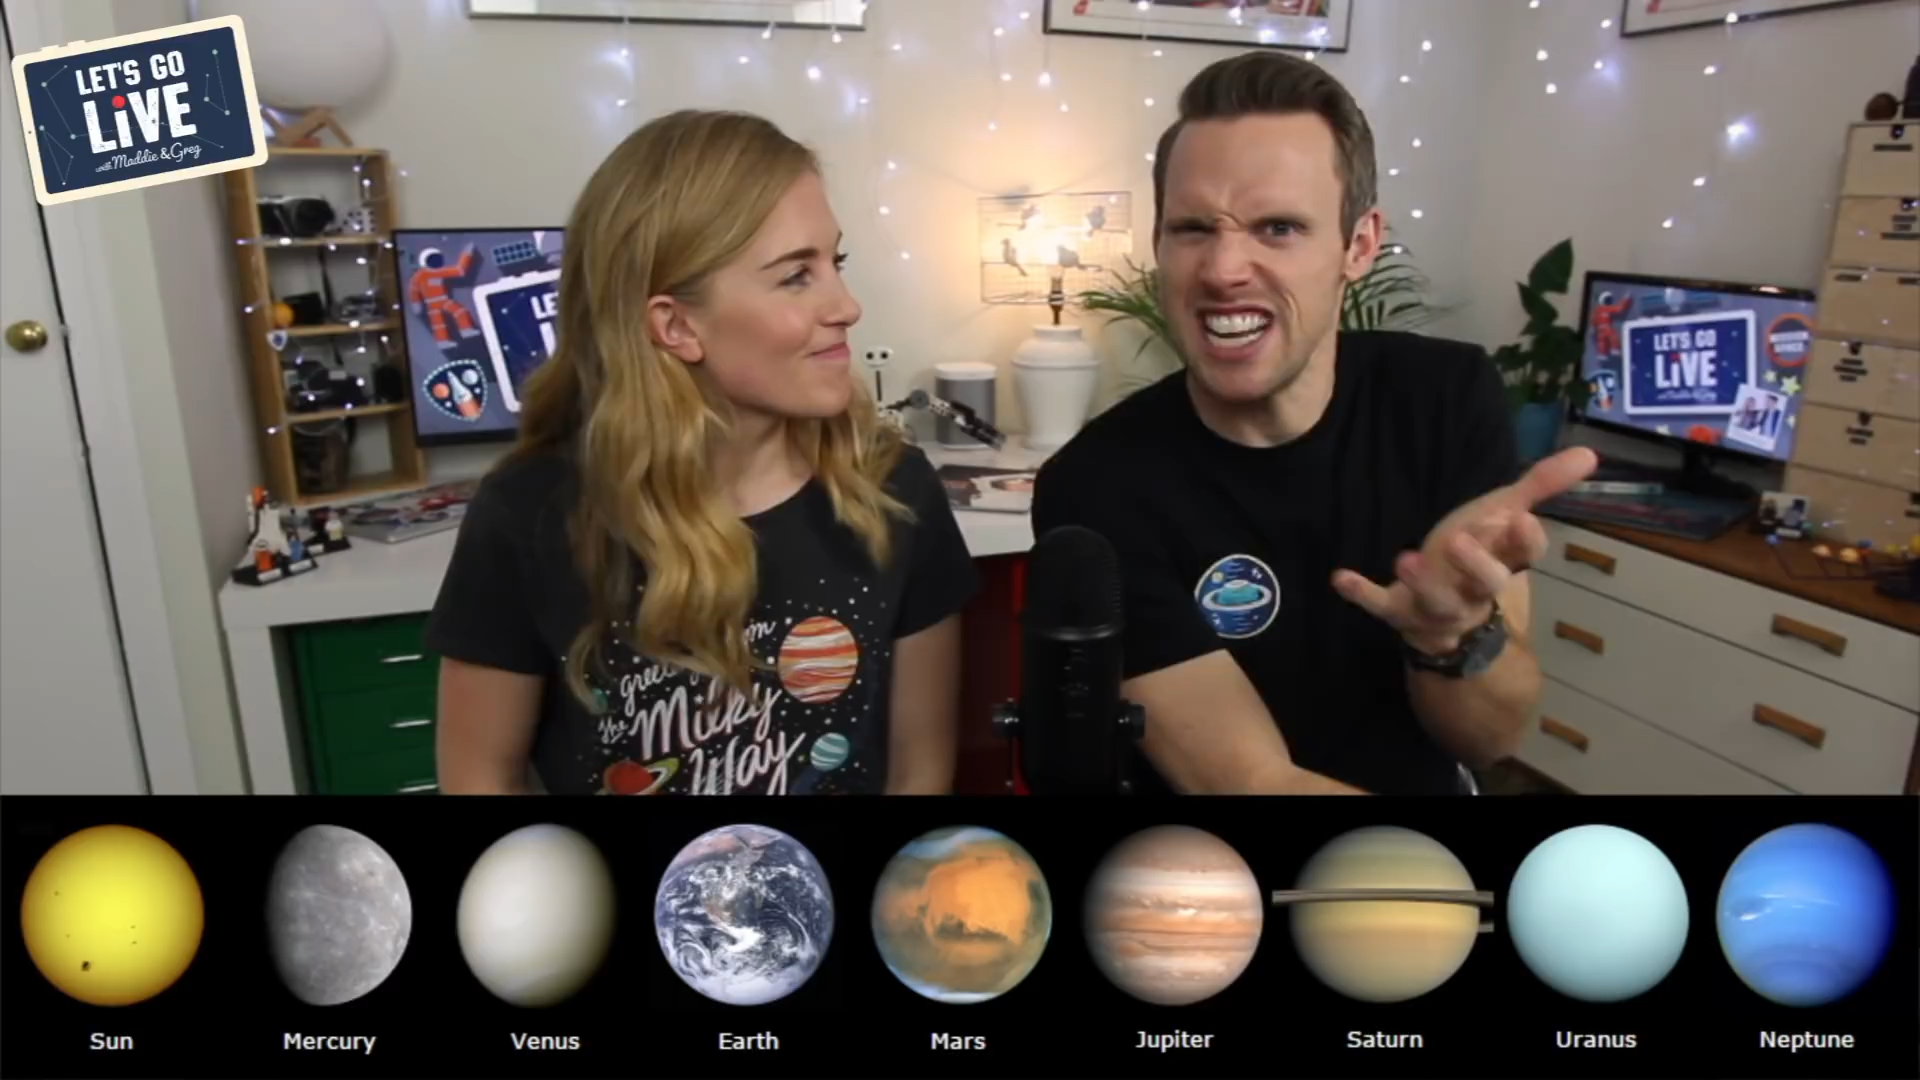 LET'S GO
LiVE
with Maddie & Greg
LE
LET'S GO
LiVE
greetings from
the Milky
Way
Sun
Mercury
Venus
Earth
Mars
Jupiter
Saturn
Uranus
Neptune